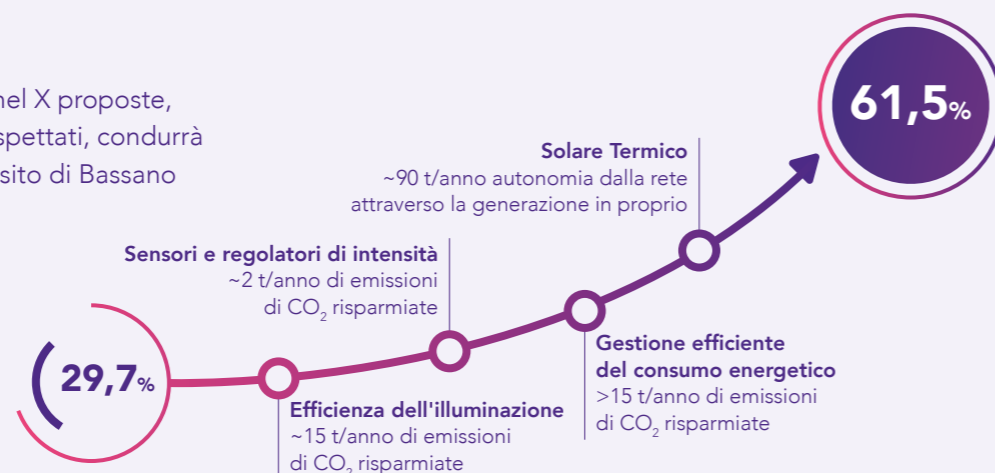 nel X proposte,
spettati, condurrà
sito di Bassano
61,5%
Solare Termico
~90 t/anno autonomia dalla rete
attraverso la generazione in proprio
Sensori e regolatori di intensità
~2 t/anno di emissioni
di CO₂ risparmiate
29,7%
Gestione efficiente
del consumo energetico
>15 t/anno di emissioni
di CO₂ risparmiate
Efficienza dell'illuminazione
~15 t/anno di emissioni
di CO₂ risparmiate